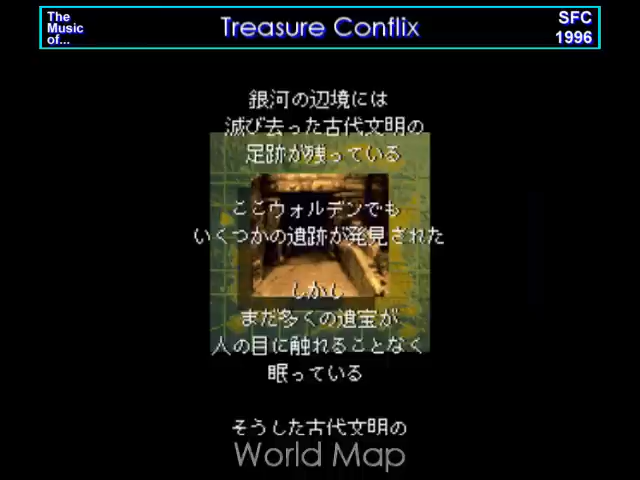 The
Music
of...
Treasure Conflix
SFC
1996
銀河の辺境には
滅び去った古代文明の
足跡が残っている
ここウォルデンでも
いくつかの遺跡が発見された
しかし
まだ多くの遺宝が
人の目に触れることなく
眠っている
そうした古代文明の
World Map